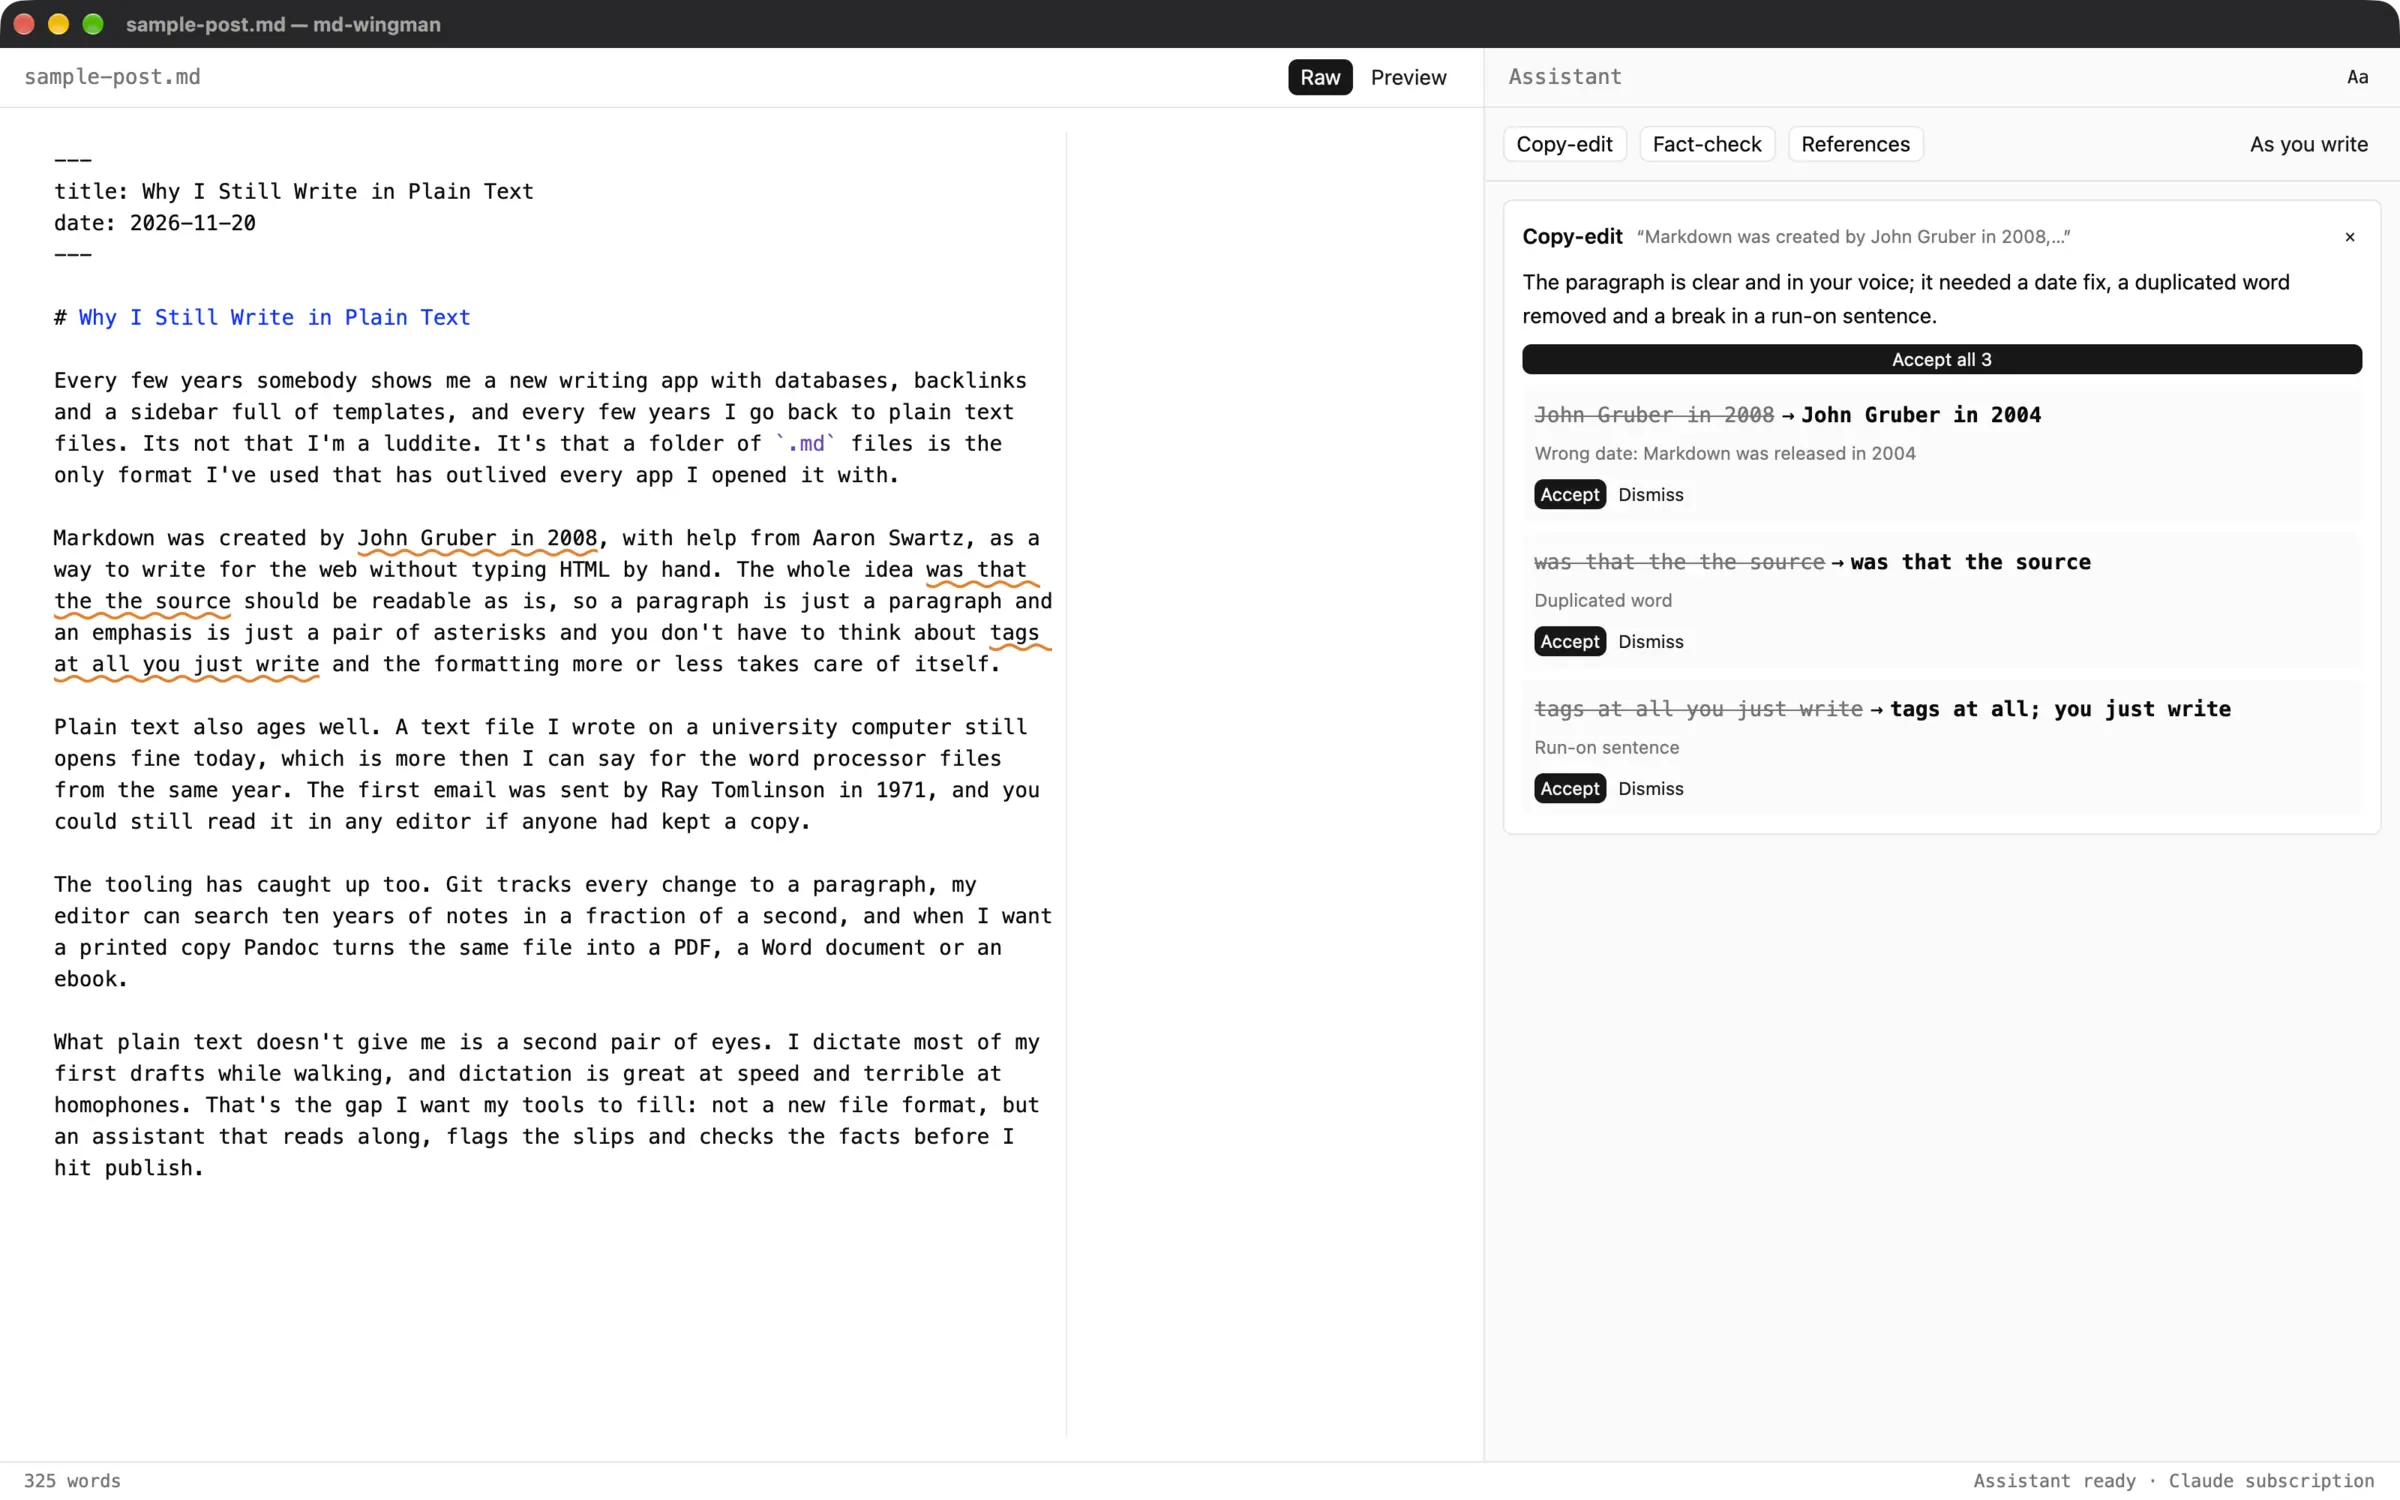 sample-post.md — md-wingman
sample-post.md
Raw
Preview
---
title: Why I Still Write in Plain Text
date: 2026-11-20
---
# Why I Still Write in Plain Text
Every few years somebody shows me a new writing app with databases, backlinks
and a sidebar full of templates, and every few years I go back to plain text
files. Its not that I'm a luddite. It's that a folder of `.md` files is the
only format I've used that has outlived every app I opened it with.
Markdown was created by John Gruber in 2008, with help from Aaron Swartz, as a
way to write for the web without typing HTML by hand. The whole idea was that
the the source should be readable as is, so a paragraph is just a paragraph and
an emphasis is just a pair of asterisks and you don't have to think about tags
at all you just write and the formatting more or less takes care of itself.
Plain text also ages well. A text file I wrote on a university computer still
opens fine today, which is more then I can say for the word processor files
from the same year. The first email was sent by Ray Tomlinson in 1971, and you
could still read it in any editor if anyone had kept a copy.
The tooling has caught up too. Git tracks every change to a paragraph, my
editor can search ten years of notes in a fraction of a second, and when I want
a printed copy Pandoc turns the same file into a PDF, a Word document or an
ebook.
What plain text doesn't give me is a second pair of eyes. I dictate most of my
first drafts while walking, and dictation is great at speed and terrible at
homophones. That's the gap I want my tools to fill: not a new file format, but
an assistant that reads along, flags the slips and checks the facts before I
hit publish.
325 words
Assistant
Aa
Copy-edit
Fact-check
References
As you write
Copy-edit “Markdown was created by John Gruber in 2008,…” ×
The paragraph is clear and in your voice; it needed a date fix, a duplicated word
removed and a break in a run-on sentence.
Accept all 3
John Gruber in 2008 → John Gruber in 2004
Wrong date: Markdown was released in 2004
Accept Dismiss
was that the the source → was that the source
Duplicated word
Accept Dismiss
tags at all you just write → tags at all; you just write
Run-on sentence
Accept Dismiss
Assistant ready · Claude subscription